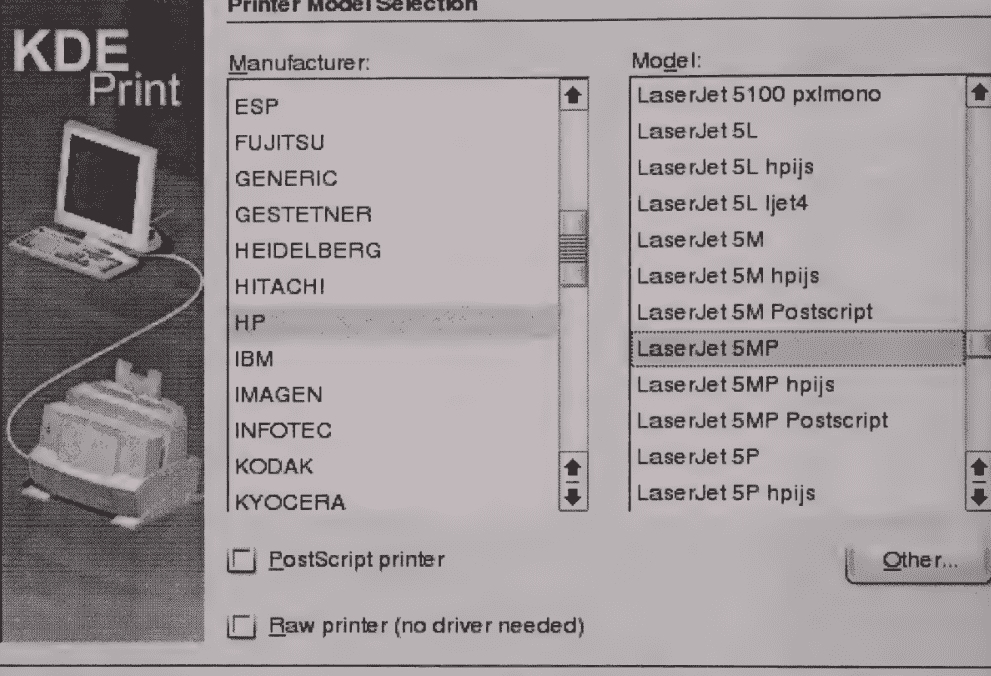 Printer Model Selection
KDE
Print
Manufacturer:
ESP
FUJITSU
GENERIC
GESTETNER
HEIDELBERG
HITACHI
HP
IBM
IMAGEN
INFOTEC
KODAK
KYOCERA
Model:
LaserJet 5100 pxlmono
LaserJet 5L
LaserJet 5L hpijs
LaserJet 5L ljet4
LaserJet 5M
LaserJet 5M hpijs
LaserJet 5M Postscript
LaserJet 5MP
LaserJet 5MP hpijs
LaserJet 5MP Postscript
LaserJet 5P
LaserJet 5P hpijs
PostScript printer
Other...
Raw printer (no driver needed)